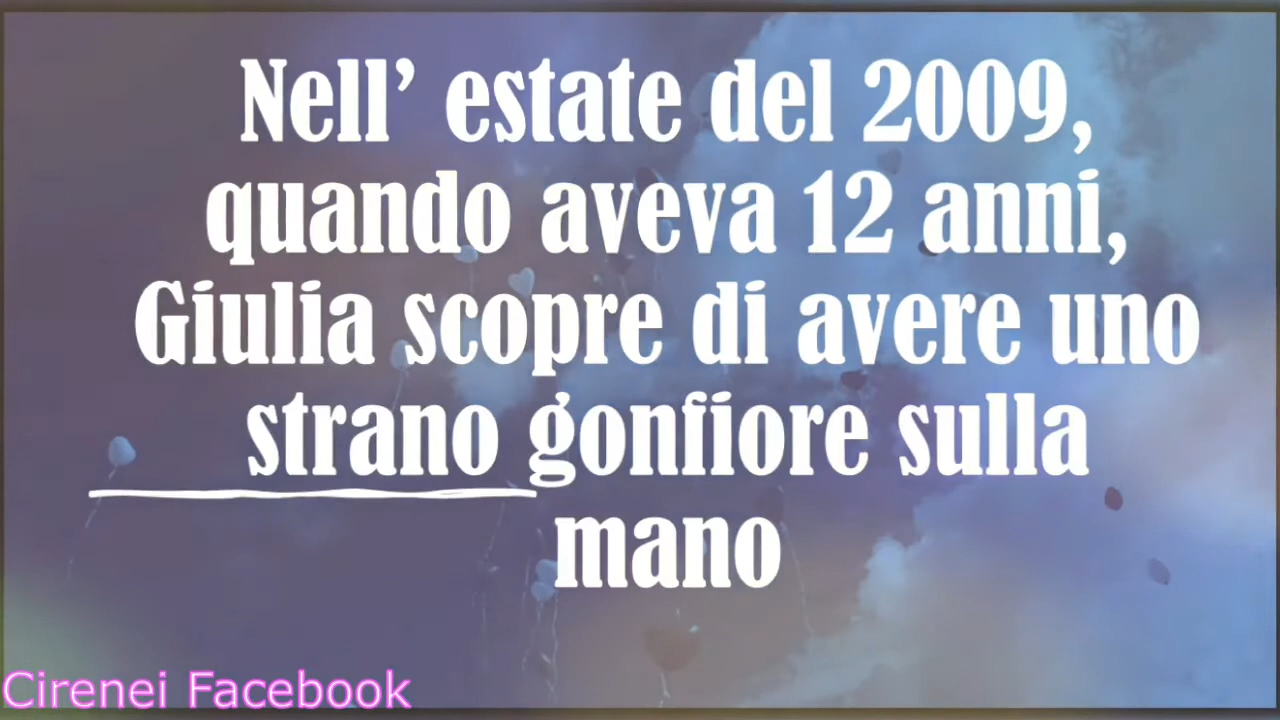 Nell’ estate del 2009,
quando aveva 12 anni,
Giulia scopre di avere uno
strano gonfiore sulla
mano
Cirenei Facebook